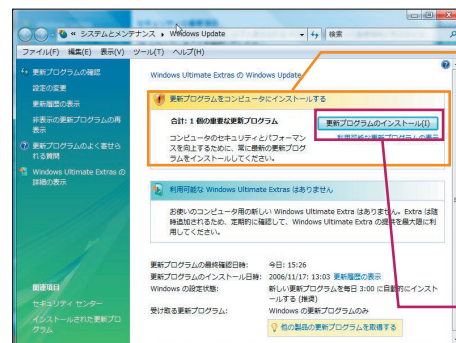 « システムとメンテナンス ▸ Windows Update
検索
ファイル(F) 編集(E) 表示(V) ツール(T) ヘルプ(H)
更新プログラムの確認
設定の変更
更新履歴の表示
非表示の更新プログラムの再
表示
更新プログラムのよく寄せら
れる質問
Windows Ultimate Extras の
詳細の表示
関連項目
セキュリティ センター
インストールされた更新プロ
グラム
Windows Ultimate Extras の Windows Update
更新プログラムをコンピュータにインストールする
合計: 1 個の重要な更新プログラム
更新プログラムのインストール(I)
利用可能な更新プログラムの表示
コンピュータのセキュリティとパフォーマン
スを向上するために、常に最新の更新プログ
ラムをインストールしてください。
利用可能な Windows Ultimate Extras はありません
お使いのコンピュータ用の新しい Windows Ultimate Extra はありません。Extra は随
時追加されるため、定期的に確認して、Windows Ultimate Extra の提供を最大限に利
用してください。
更新プログラムの最終確認日時: 今日: 15:26
更新プログラムのインストール日時: 2006/11/17: 13:03 更新履歴の表示
Windows の設定状態: 新しい更新プログラムを毎日 3:00 に自動的にインスト
ールする (推奨)
受け取る更新プログラム: Windows の更新プログラムのみ
他の製品の更新プログラムを取得する